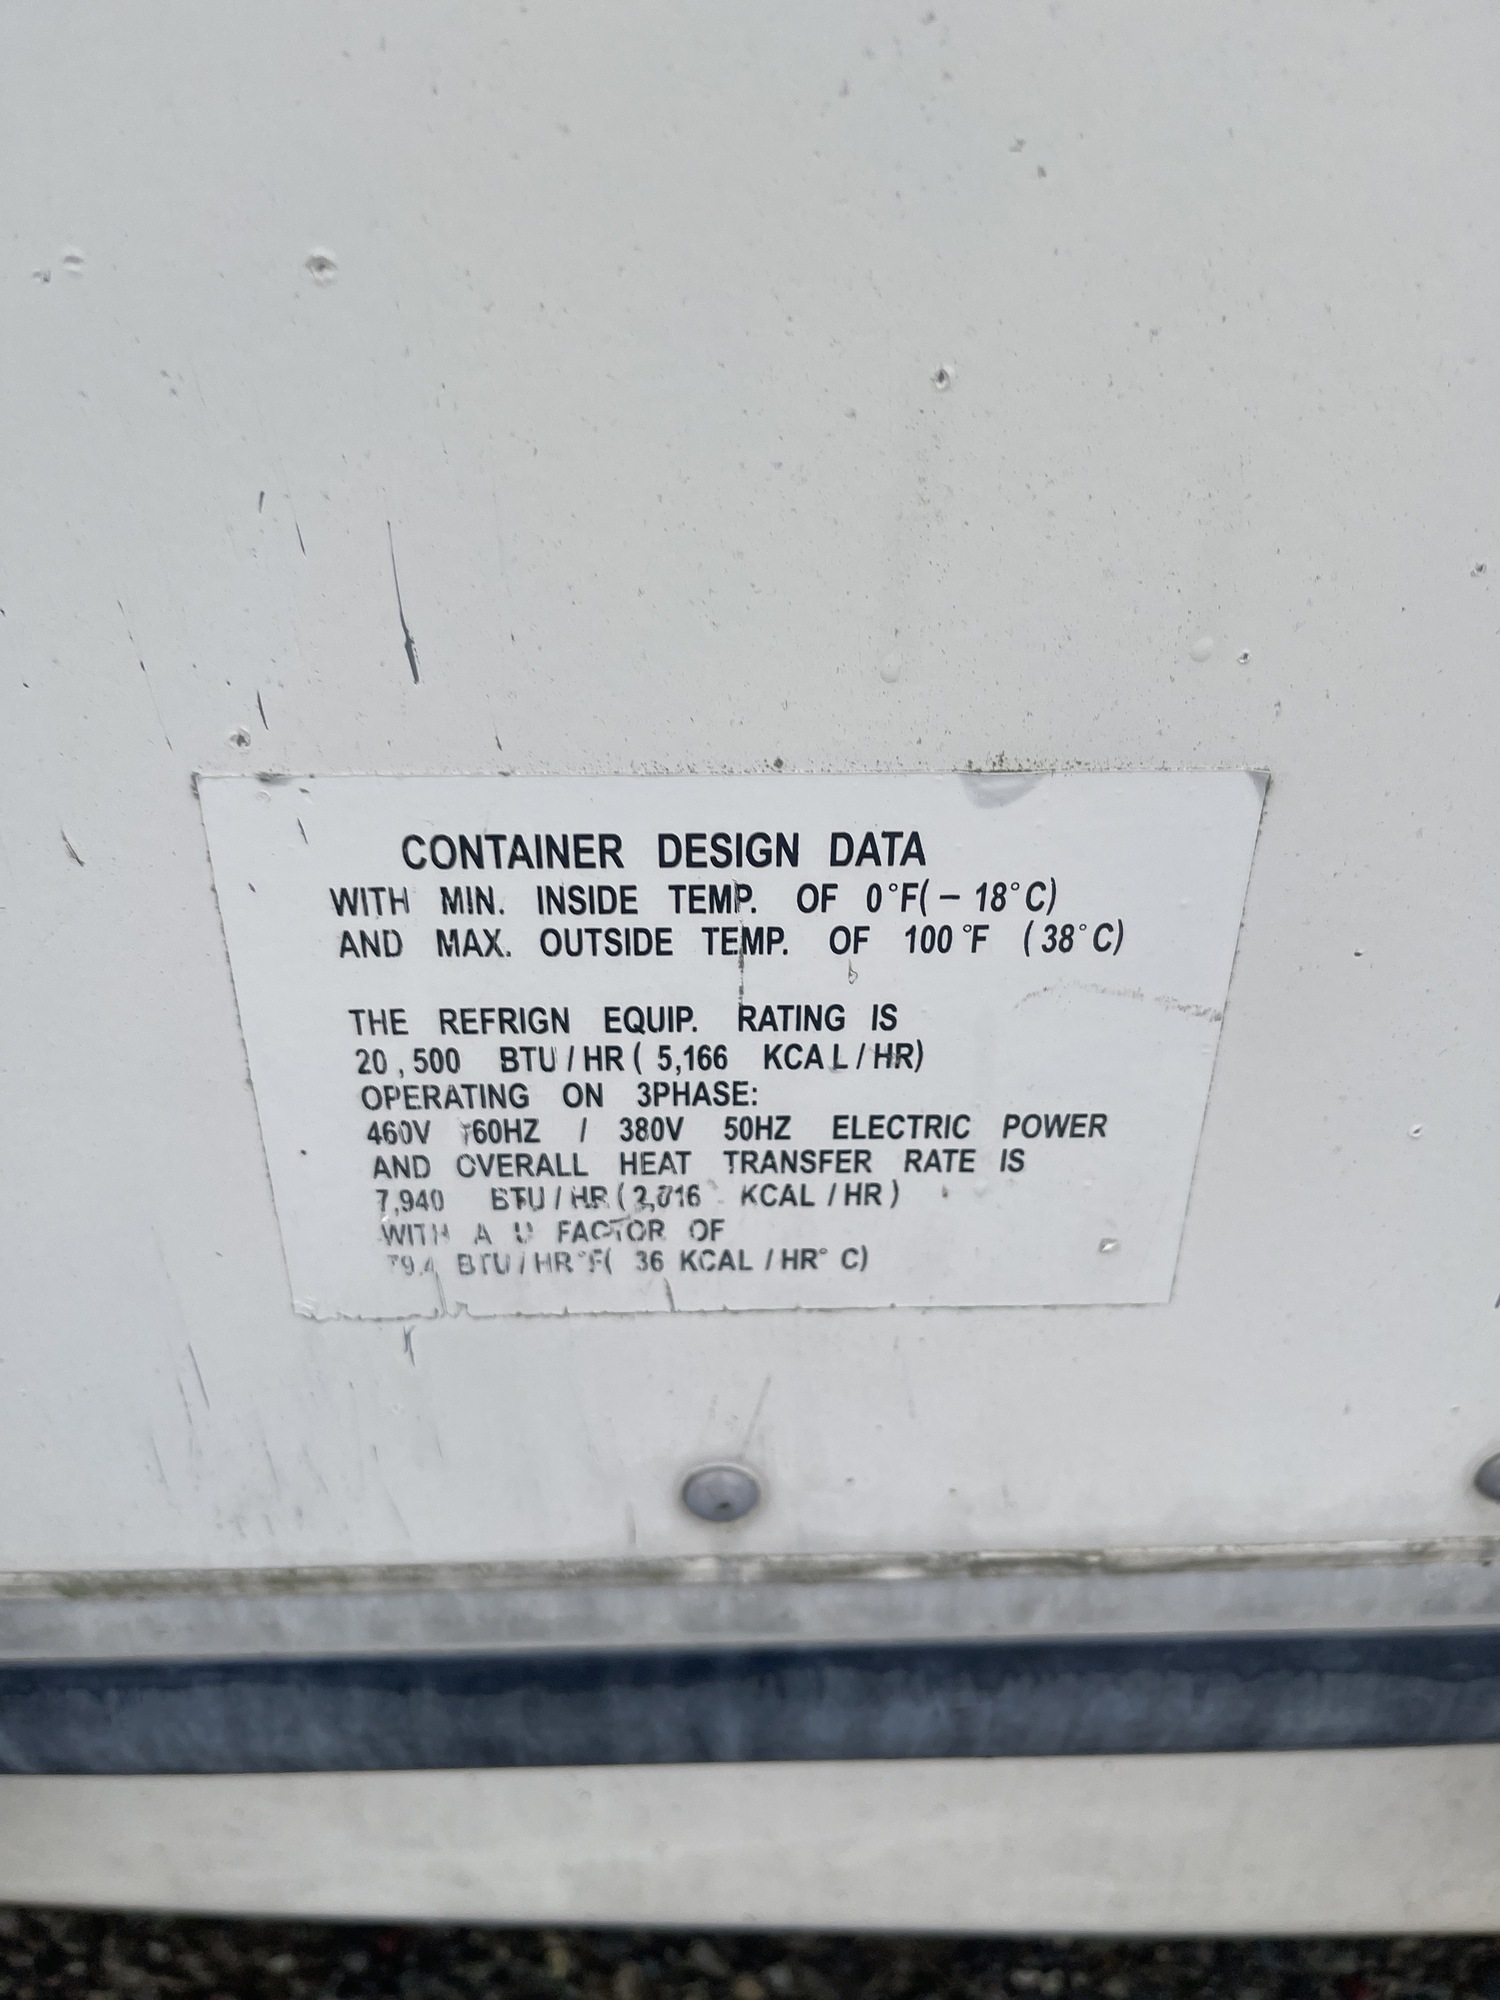 CONTAINER DESIGN DATA
WITH MIN. INSIDE TEMP. OF 0°F(- 18°C)
AND MAX. OUTSIDE TEMP. OF 100°F (38°C)
THE REFRIGN EQUIP. RATING IS
20,500 BTU/HR( 5,166 KCAL/HR)
OPERATING ON 3PHASE:
460V 60HZ / 380V 50HZ ELECTRIC POWER
AND OVERALL HEAT TRANSFER RATE IS
7,940 BTU/HR( KCAL/HR)
WITH A U FACTOR OF
79.4 BTU/HR°F( 36 KCAL/HR° C)